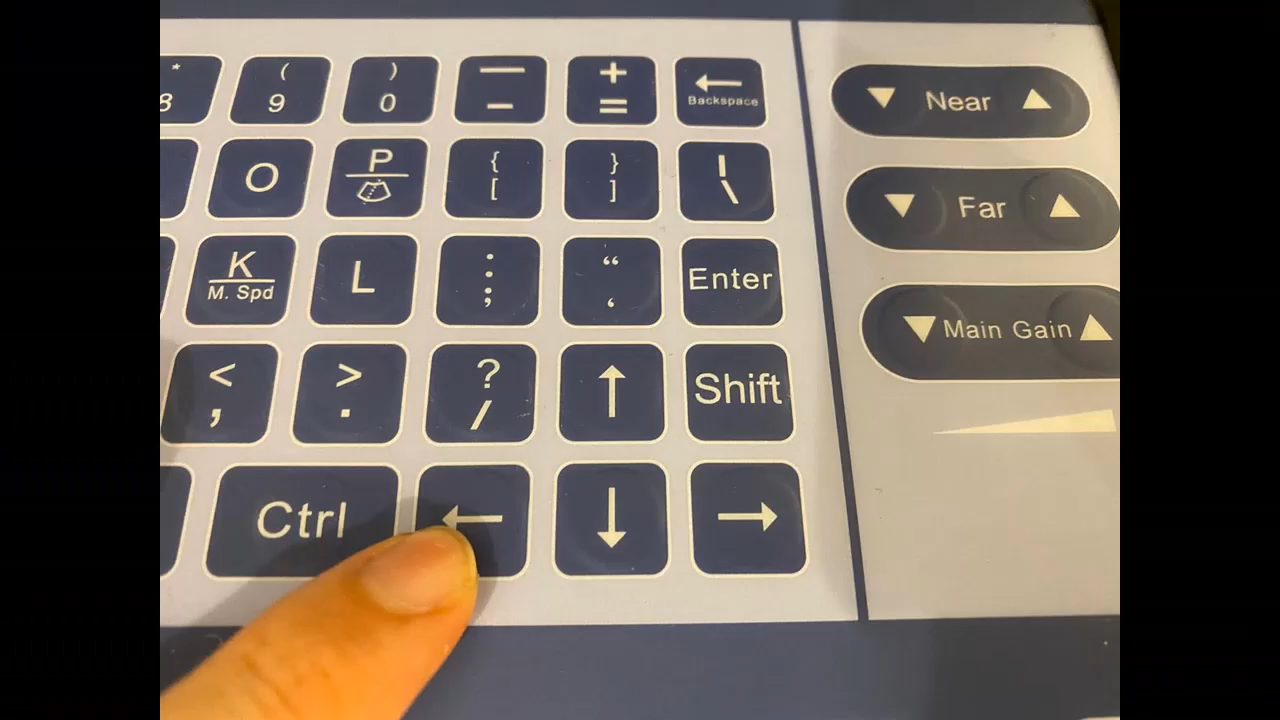 * ( ) — + ←
8 9 0 - = Backspace
O P { } |
[ ] \
K L : “ Enter
M. Spd ; ‘
< > ? ↑ Shift
, . /
Ctrl ← ↓ →
▼ Near ▲
▼ Far ▲
▼ Main Gain ▲